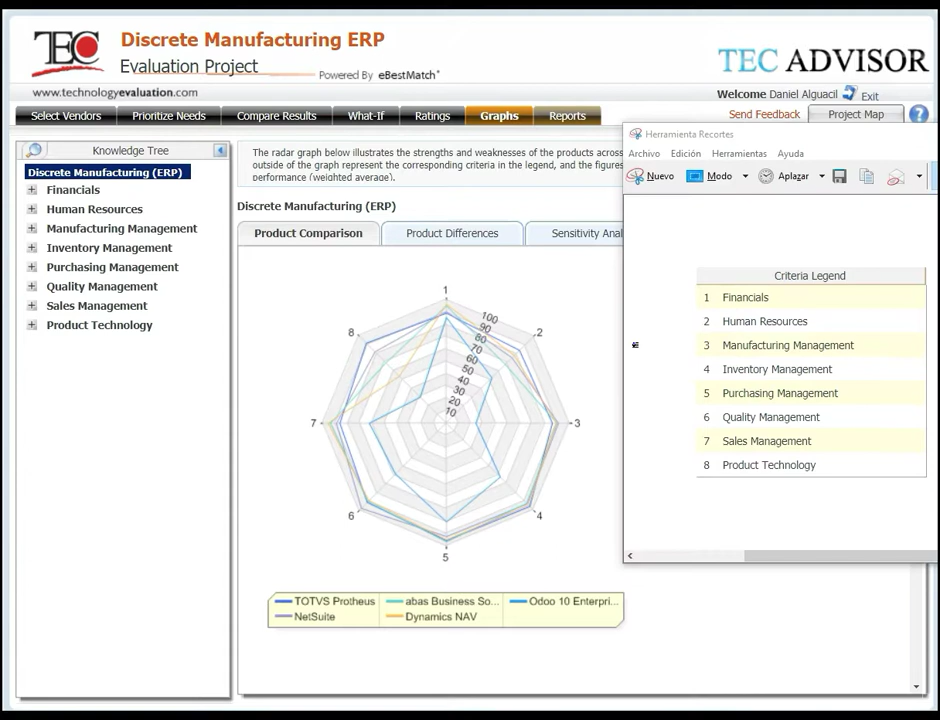 TEC
Discrete Manufacturing ERP
Evaluation Project
Powered By eBestMatch
www.technologyevaluation.com
TEC ADVISOR
Welcome Daniel Alguacil Exit
Send Feedback Project Map ?
Select Vendors Prioritize Needs Compare Results What-If Ratings Graphs Reports
Knowledge Tree
Discrete Manufacturing (ERP)
Financials
Human Resources
Manufacturing Management
Inventory Management
Purchasing Management
Quality Management
Sales Management
Product Technology
The radar graph below illustrates the strengths and weaknesses of the products across
outside of the graph represent the corresponding criteria in the legend, and the figures
performance (weighted average).
Discrete Manufacturing (ERP)
Product Comparison Product Differences Sensitivity Anal
1
2
3
4
5
6
7
8
100
90
80
70
60
50
40
30
20
10
TOTVS Protheus abas Business So... Odoo 10 Enterpri...
NetSuite Dynamics NAV
Herramienta Recortes
Archivo Edición Herramientas Ayuda
Nuevo Modo Aplazar
Criteria Legend
1 Financials
2 Human Resources
3 Manufacturing Management
4 Inventory Management
5 Purchasing Management
6 Quality Management
7 Sales Management
8 Product Technology